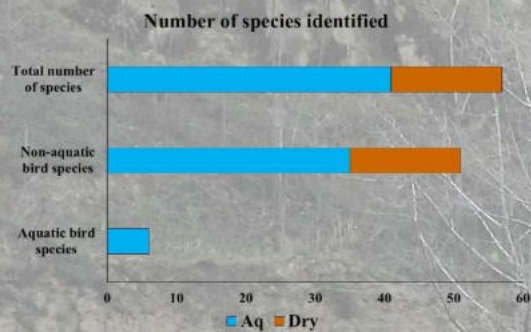 Number of species identified
Total number
of species
Non-aquatic
bird species
Aquatic bird
species
0 10 20 30 40 50 60
Aq Dry